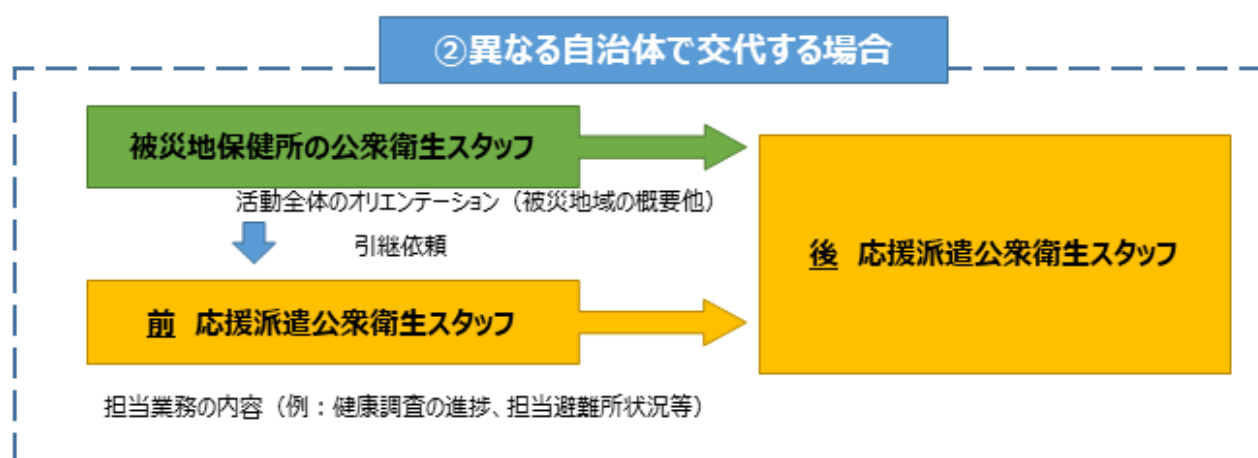 ②異なる自治体で交代する場合
被災地保健所の公衆衛生スタッフ
活動全体のオリエンテーション（被災地域の概要他）
引継依頼
前 応援派遣公衆衛生スタッフ
後 応援派遣公衆衛生スタッフ
担当業務の内容（例：健康調査の進捗、担当避難所状況等）